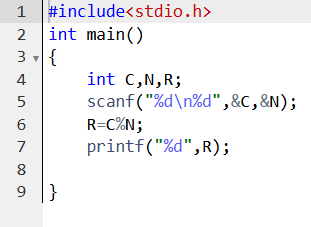 1 #include<stdio.h>
2 int main()
3 {
4 int C,N,R;
5 scanf("%d\n%d",&C,&N);
6 R=C%N;
7 printf("%d",R);
8
9 }